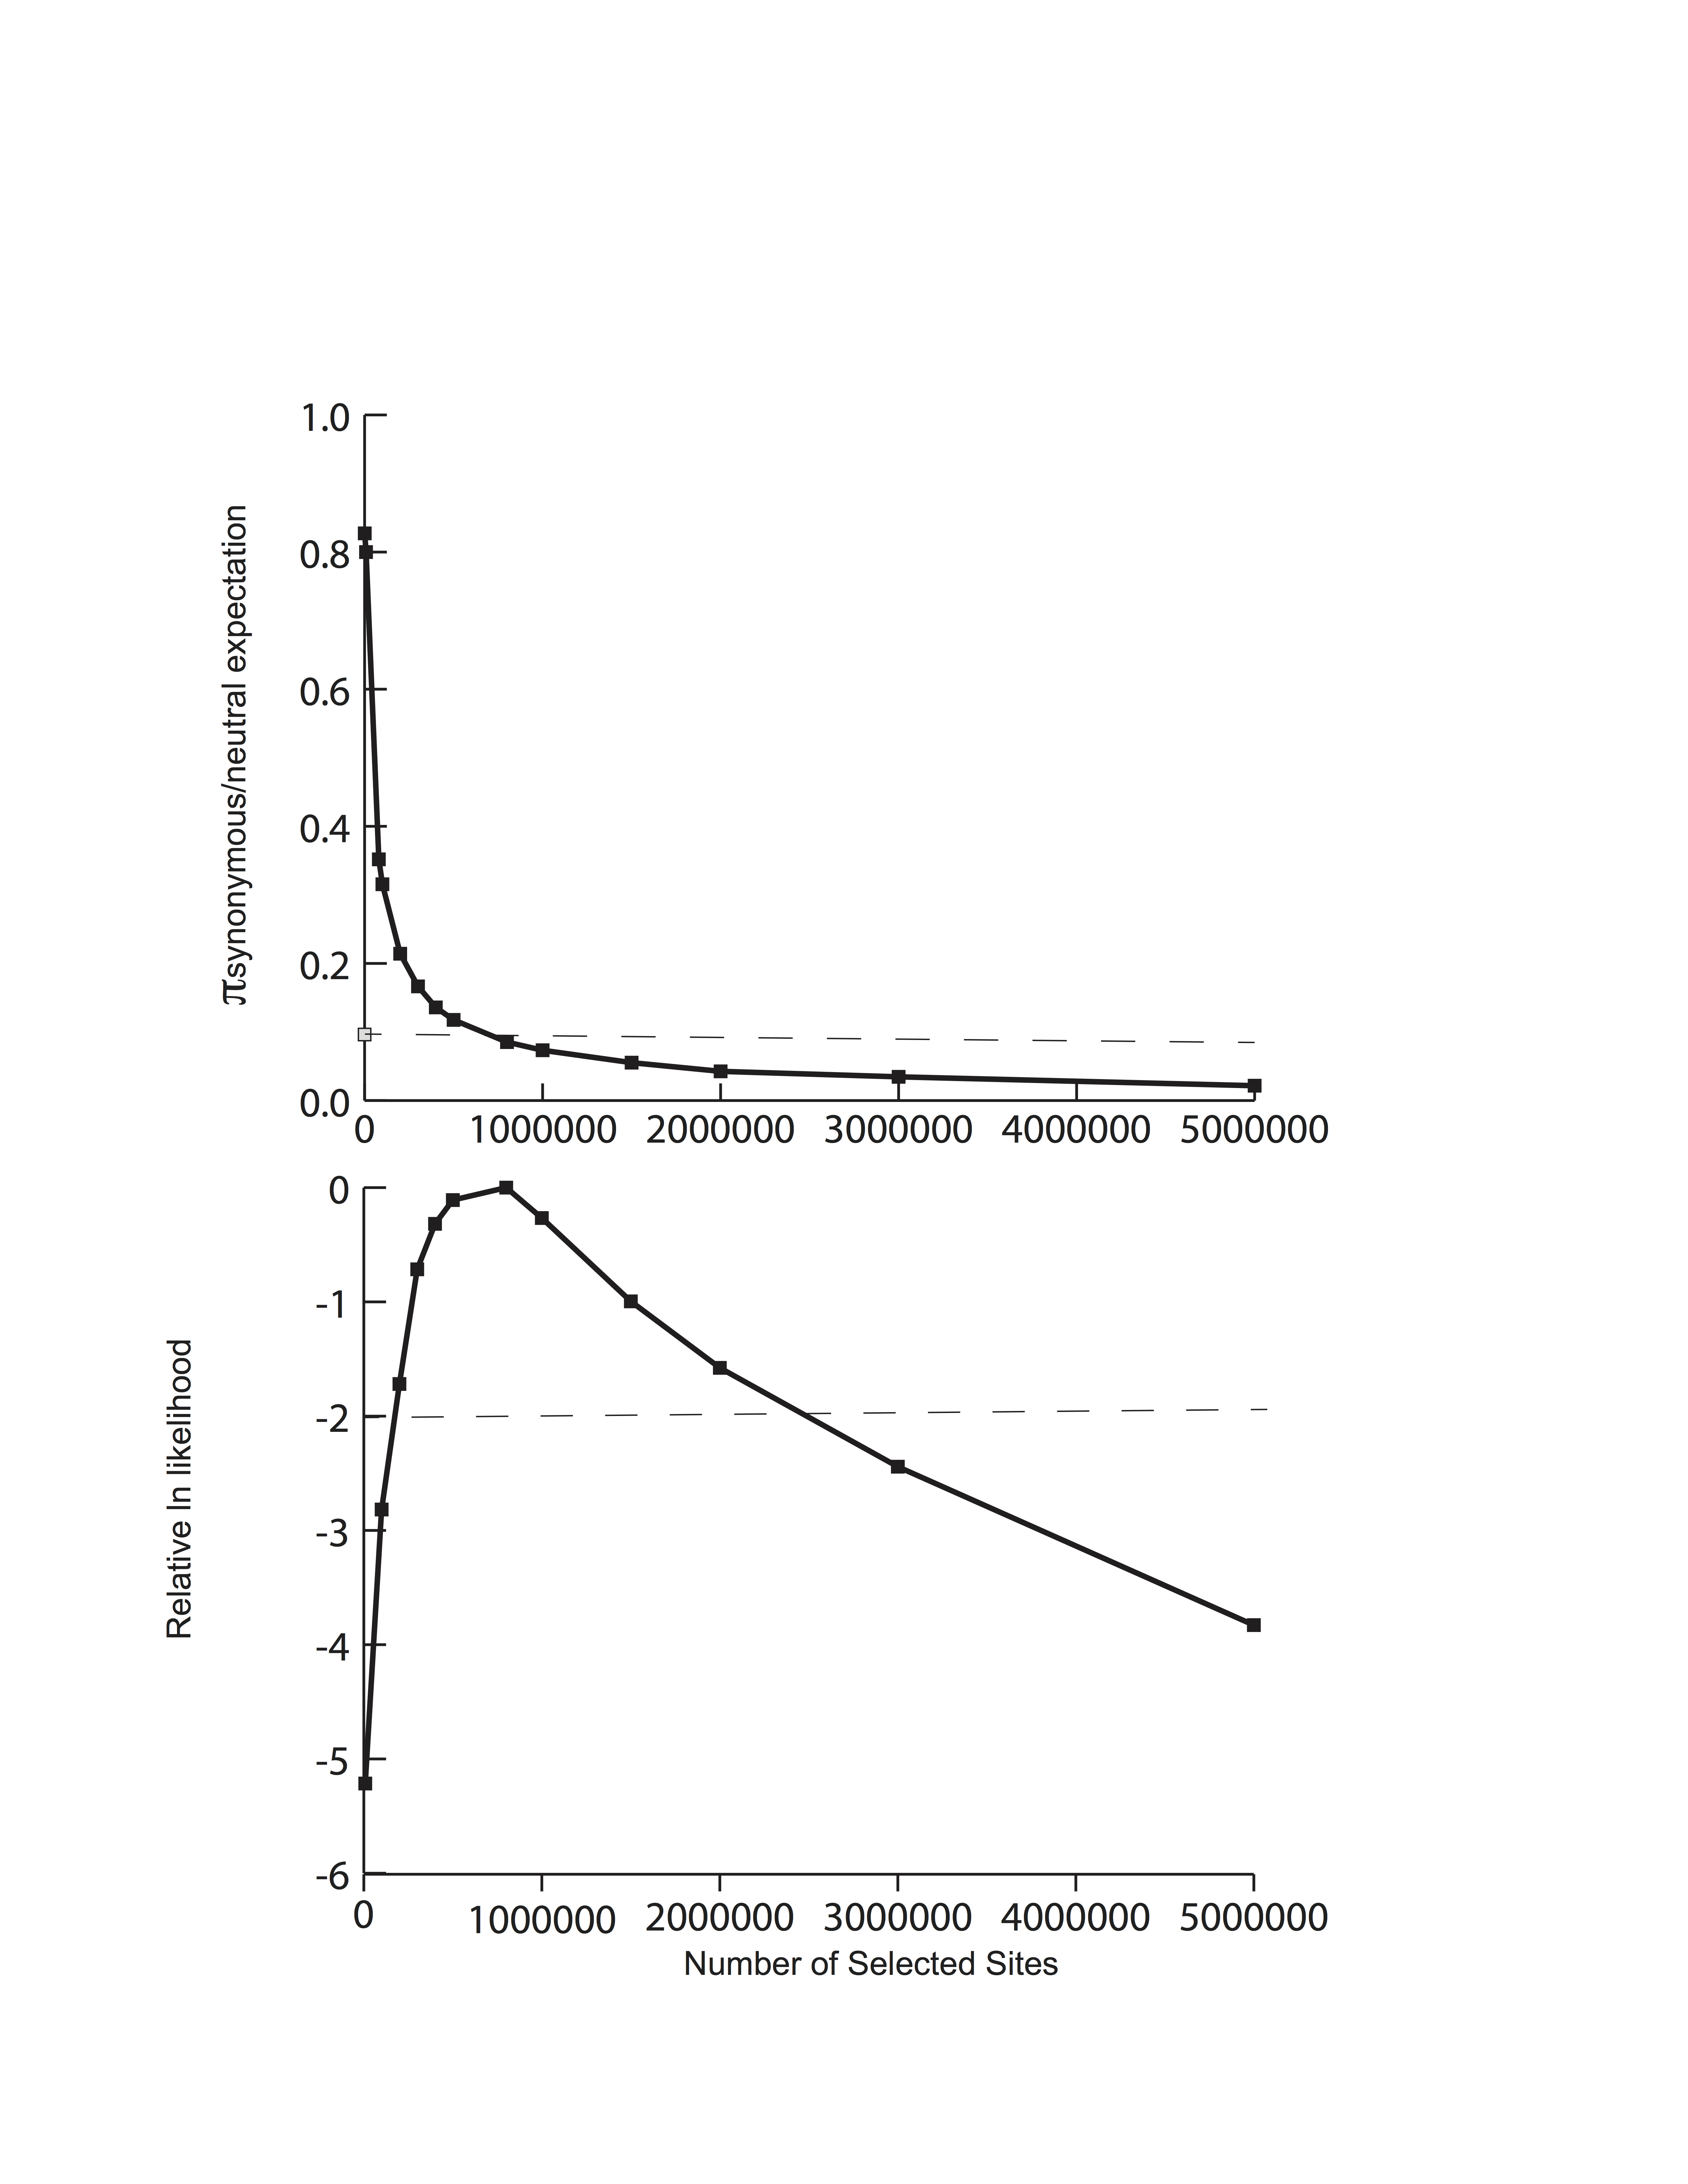 1.0
0.8
0.6
0.4
0.2
0.0
πsynonymous/neutral expectation
0 1000000 2000000 3000000 4000000 5000000
0
-1
-2
-3
-4
-5
-6
Relative ln likelihood
0 1000000 2000000 3000000 4000000 5000000
Number of Selected Sites